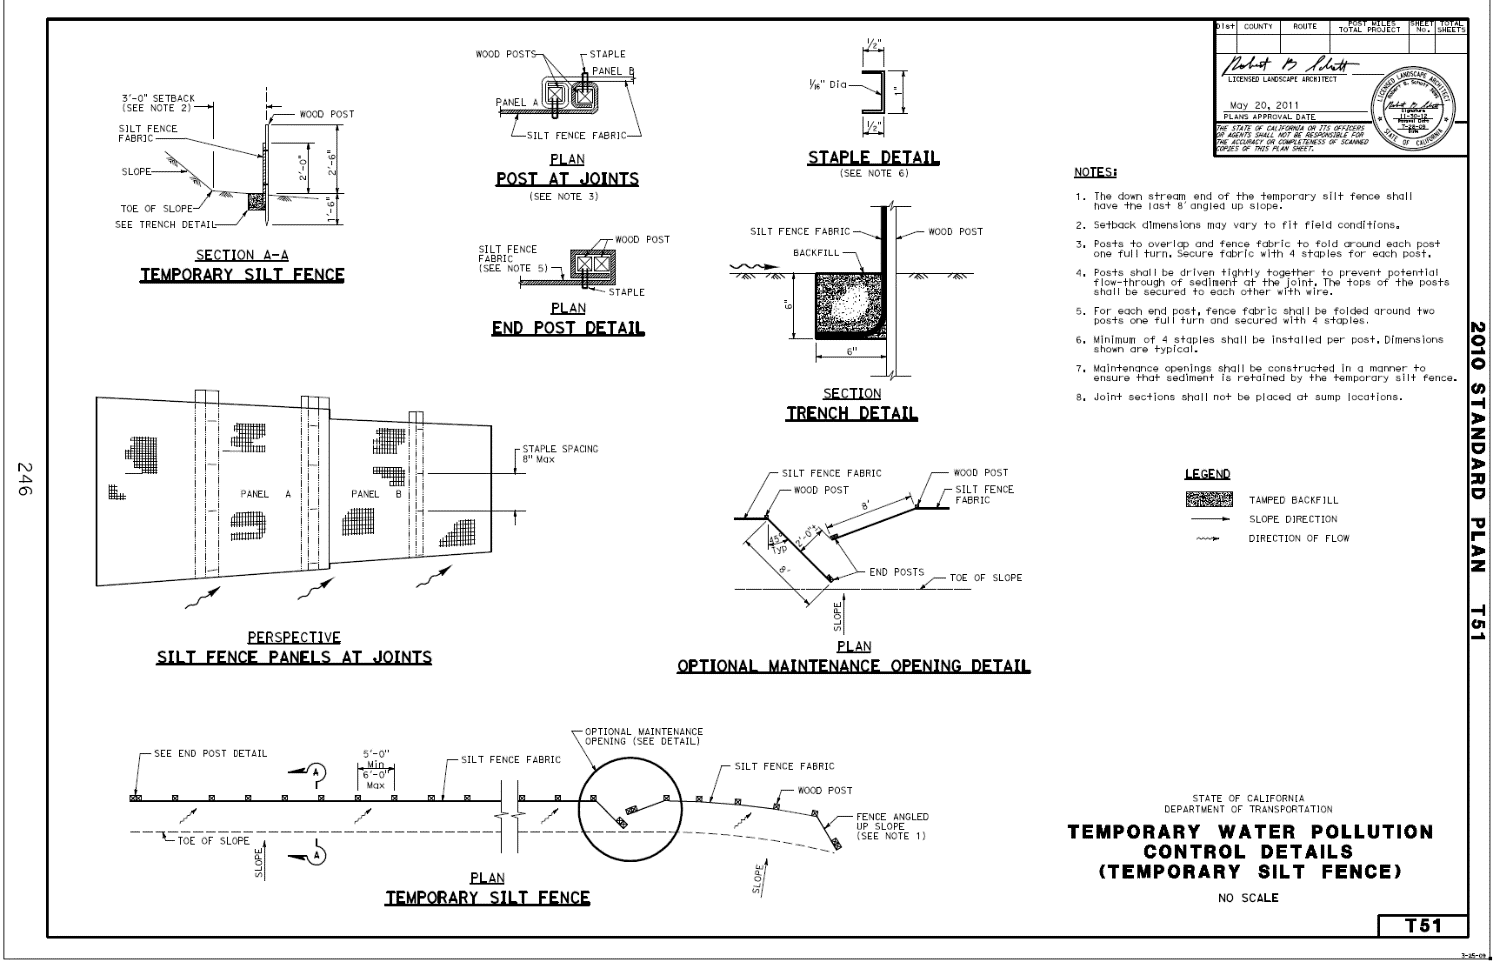 Dist COUNTY ROUTE POST MILES TOTAL PROJECT SHEET No. TOTAL SHEETS
LICENSED LANDSCAPE ARCHITECT
May 20, 2011
PLANS APPROVAL DATE
THE STATE OF CALIFORNIA OR ITS OFFICERS
OR AGENTS SHALL NOT BE RESPONSIBLE FOR
THE ACCURACY OR COMPLETENESS OF SCANNED
COPIES OF THIS PLAN SHEET.
LICENSED LANDSCAPE ARCHITECT
Signature
11-30-12
Renewal Date
7-28-09
Date
STATE OF CALIFORNIA
3'-0" SETBACK
(SEE NOTE 2)
WOOD POST
SILT FENCE
FABRIC
SLOPE
2'-0"
2'-6"
1'-6"
TOE OF SLOPE
SEE TRENCH DETAIL
SECTION A-A
TEMPORARY SILT FENCE
WOOD POSTS
STAPLE
PANEL B
PANEL A
SILT FENCE FABRIC
PLAN
POST AT JOINTS
(SEE NOTE 3)
SILT FENCE
FABRIC
(SEE NOTE 5)
WOOD POST
STAPLE
PLAN
END POST DETAIL
1/2"
1/16" Dia
1"
1/2"
STAPLE DETAIL
(SEE NOTE 6)
SILT FENCE FABRIC
WOOD POST
BACKFILL
6"
6"
SECTION
TRENCH DETAIL
NOTES:
1. The down stream end of the temporary silt fence shall
have the last 8' angled up slope.
2. Setback dimensions may vary to fit field conditions.
3. Posts to overlap and fence fabric to fold around each post
one full turn. Secure fabric with 4 staples for each post.
4. Posts shall be driven tightly together to prevent potential
flow-through of sediment at the joint. The tops of the posts
shall be secured to each other with wire.
5. For each end post, fence fabric shall be folded around two
posts one full turn and secured with 4 staples.
6. Minimum of 4 staples shall be installed per post. Dimensions
shown are typical.
7. Maintenance openings shall be constructed in a manner to
ensure that sediment is retained by the temporary silt fence.
8. Joint sections shall not be placed at sump locations.
LEGEND
TAMPED BACKFILL
SLOPE DIRECTION
DIRECTION OF FLOW
PANEL A
PANEL B
STAPLE SPACING
8" Max
PERSPECTIVE
SILT FENCE PANELS AT JOINTS
SILT FENCE FABRIC
WOOD POST
WOOD POST
SILT FENCE
FABRIC
8'
45°
Typ
2'-0"±
8'
END POSTS
TOE OF SLOPE
SLOPE
PLAN
OPTIONAL MAINTENANCE OPENING DETAIL
SEE END POST DETAIL
A
5'-0"
Min
6'-0"
Max
SILT FENCE FABRIC
OPTIONAL MAINTENANCE
OPENING (SEE DETAIL)
SILT FENCE FABRIC
WOOD POST
FENCE ANGLED
UP SLOPE
(SEE NOTE 1)
TOE OF SLOPE
SLOPE
A
SLOPE
PLAN
TEMPORARY SILT FENCE
STATE OF CALIFORNIA
DEPARTMENT OF TRANSPORTATION
TEMPORARY WATER POLLUTION
CONTROL DETAILS
(TEMPORARY SILT FENCE)
NO SCALE
T51
2010 STANDARD PLAN T51
246
3-25-09